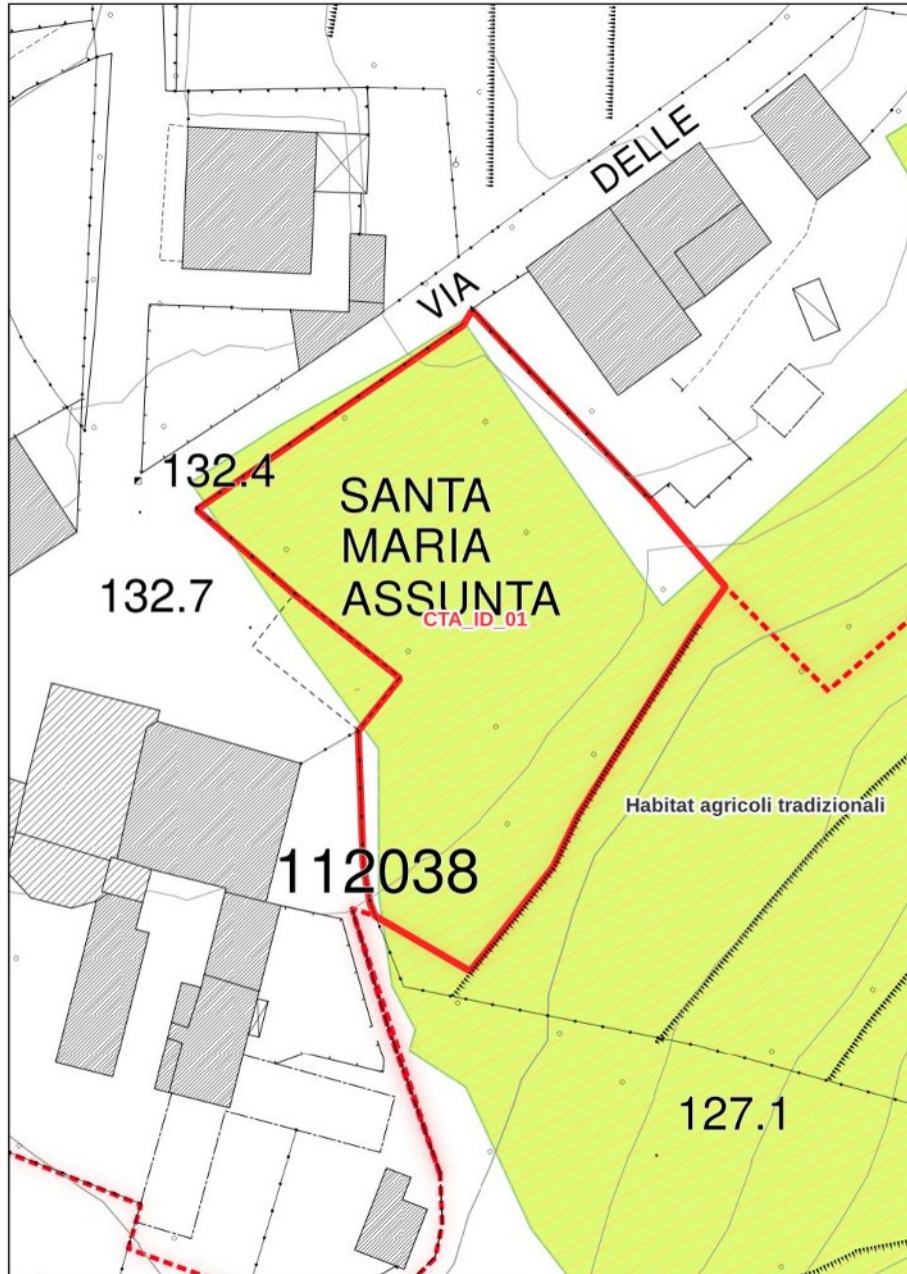 DELLE
VIA
132.4
SANTA
MARIA
ASSUNTA
132.7
CTA_ID_01
Habitat agricoli tradizionali
112038
127.1